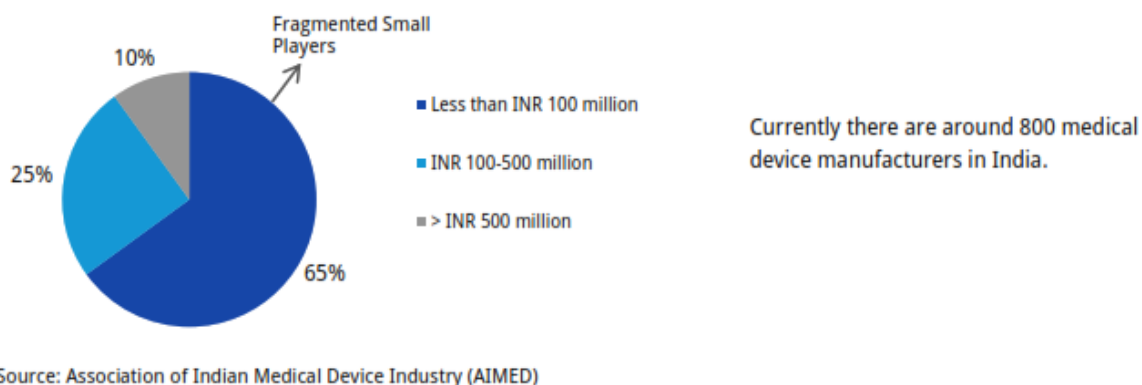 Fragmented Small
Players
10%
25%
65%
Less than INR 100 million
INR 100-500 million
> INR 500 million
Currently there are around 800 medical
device manufacturers in India.
Source: Association of Indian Medical Device Industry (AIMED)